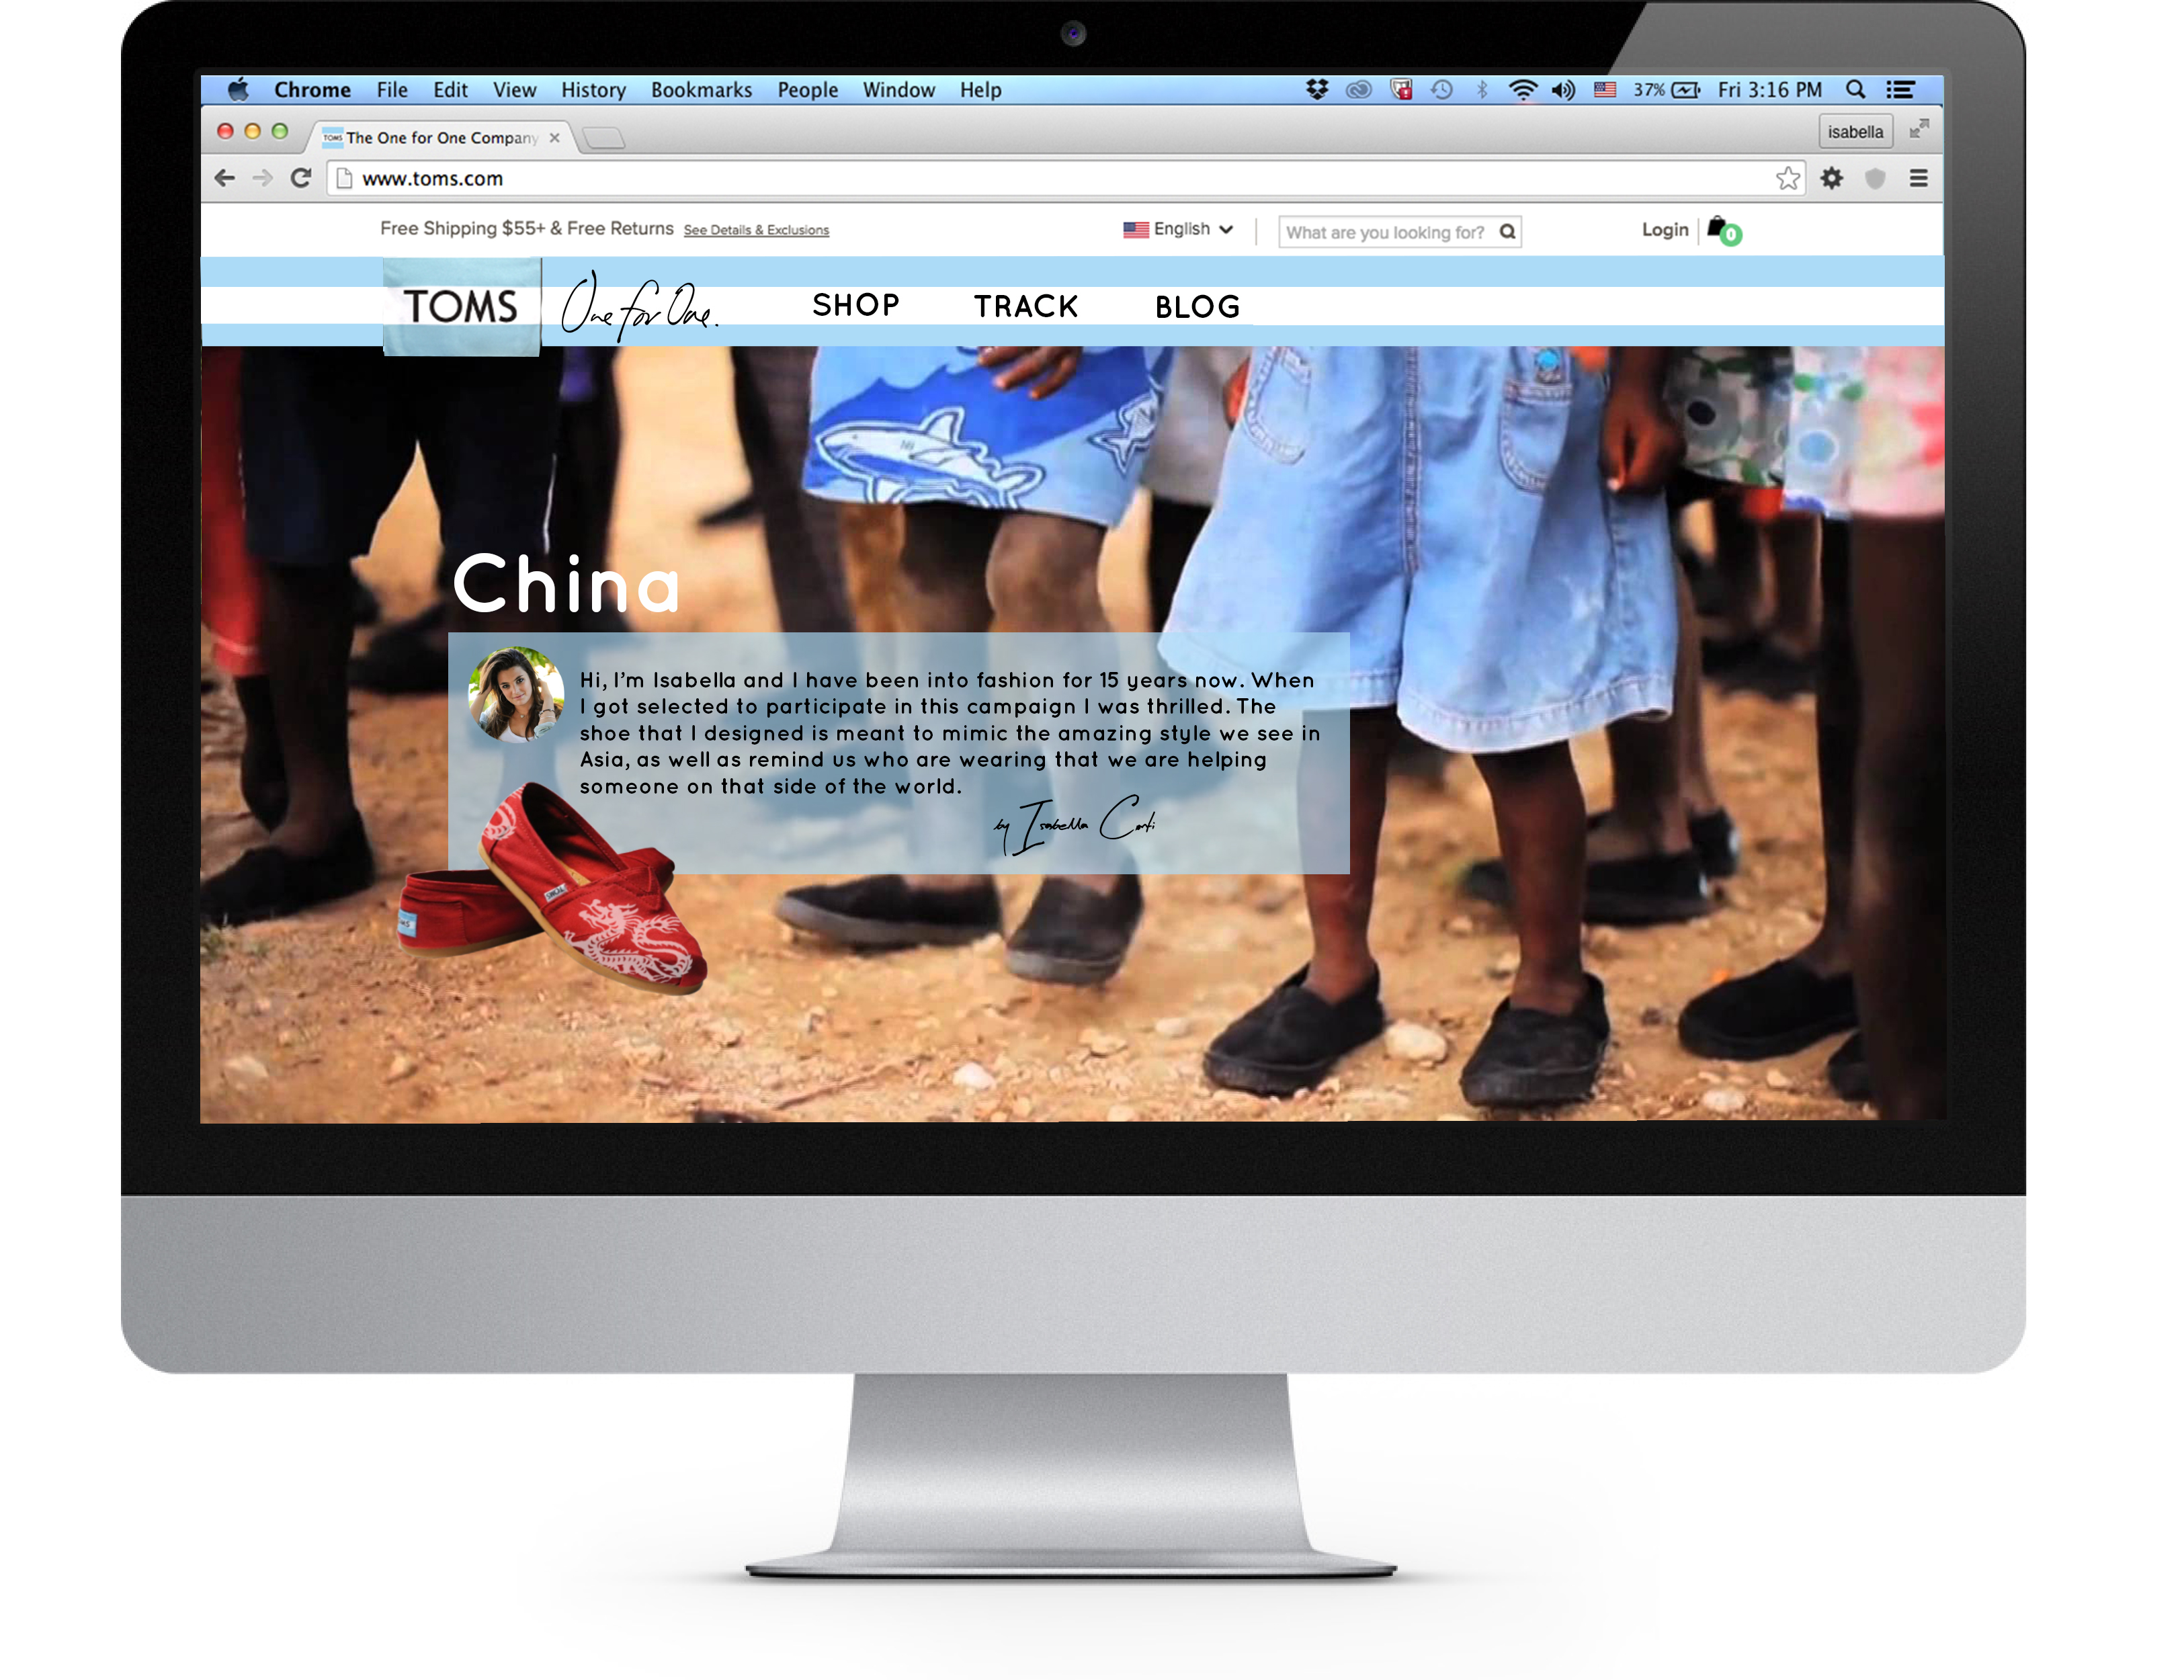 Chrome File Edit View History Bookmarks People Window Help 37% Fri 3:16 PM
TOMS The One for One Company isabella
www.toms.com
Free Shipping $55+ & Free Returns See Details & Exclusions English What are you looking for? Login 0
TOMS One for One. SHOP TRACK BLOG
China
Hi, I'm Isabella and I have been into fashion for 15 years now. When
I got selected to participate in this campaign I was thrilled. The
shoe that I designed is meant to mimic the amazing style we see in
Asia, as well as remind us who are wearing that we are helping
someone on that side of the world.
by Isabella Conti